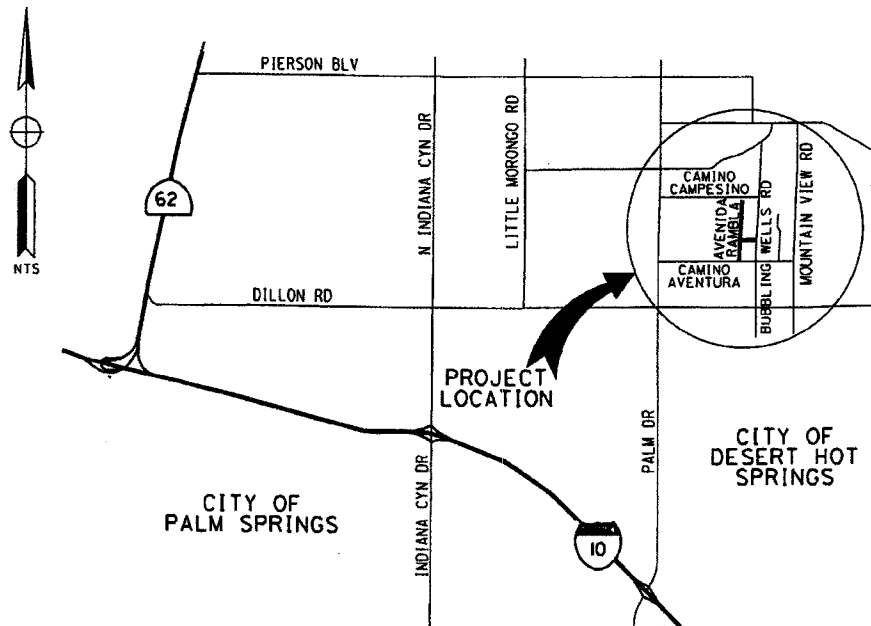 PIERSON BLV
62
N INDIANA CYN DR
LITTLE MORONGO RD
CAMINO
CAMPESINO
AVENIDA
RAMBLA
BUBBLING WELLS RD
MOUNTAIN VIEW RD
NTS
DILLON RD
CAMINO
AVENTURA
PROJECT
LOCATION
PALM DR
CITY OF
DESERT HOT
SPRINGS
CITY OF
PALM SPRINGS
INDIANA CYN DR
10